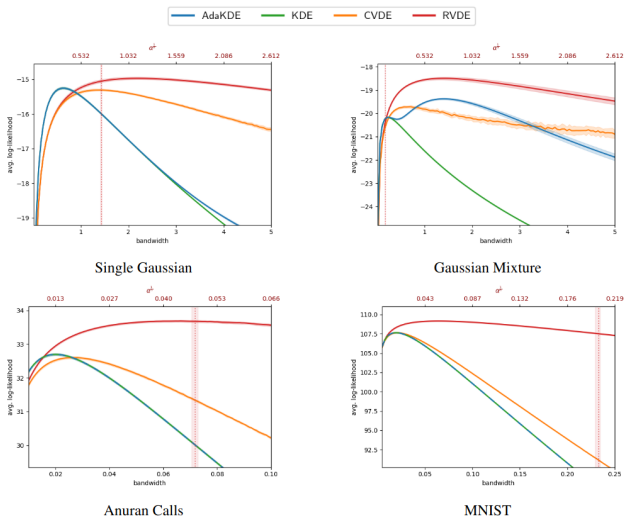 AdaKDE KDE CVDE RVDE
α^{1/n}
0.532 1.032 1.559 2.086 2.612
−15
−16
−17
−18
−19
avg. log-likelihood
0 1 2 3 4 5
bandwidth
Single Gaussian
0.532 1.032 1.559 2.086 2.612
−18
−19
−20
−21
−22
−23
−24
avg. log-likelihood
0 1 2 3 4 5
bandwidth
Gaussian Mixture
0.013 0.027 0.040 0.053 0.066
34
33
32
31
30
avg. log-likelihood
0.02 0.04 0.06 0.08 0.10
bandwidth
Anuran Calls
0.043 0.087 0.132 0.176 0.219
110.0
107.5
105.0
102.5
100.0
97.5
95.0
92.5
avg. log-likelihood
0.05 0.10 0.15 0.20 0.25
bandwidth
MNIST